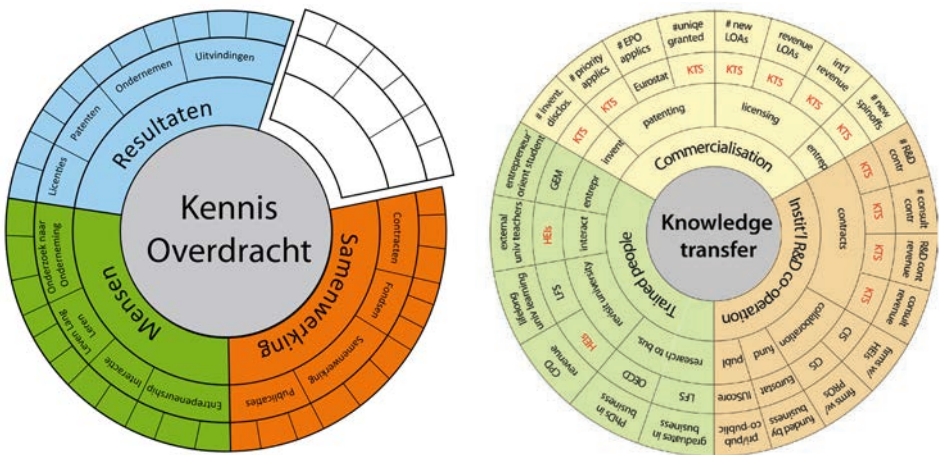 Kennis
Overdracht
Resultaten
Licenties
Patenten
Ondernemen
Uitvindingen
Samenwerking
Contracten
Fondsen
Samenwerking
Publicaties
Mensen
Entrepeneurship
Interactie
Leven Lang
Leren
Onderzoek naar
Onderneming
Knowledge
transfer
Commercialisation
invent
patenting
licensing
entrep
KTS
KTS
Eurostat
KTS
KTS
KTS
KTS
KTS
# invent.
disclos.
# priority
applics
# EPO
applics
#uniqe
granted
# new
LOAs
revenue
LOAs
int'l
revenue
# new
spinoffs
Instit'l R&D co-operation
contracts
collaboration
fund
publ
KTS
KTS
KTS
KTS
CIS
CIS
Eurostat
IUScore
# R&D
contr
# consult
contr
R&D cont
revenue
consult
revenue
firms w/
HEIs
firms w/
PROs
funded by
business
priv/pub
co-public
Trained people
research to bus.
revisit university
interact
entrepr
LFS
OECD
HEIs
LFS
HEIs
GEM
graduates in
business
PhDs in
business
CPD
revenue
lifelong
univ learning
external
univ teachers
entrepreneur'
orient student